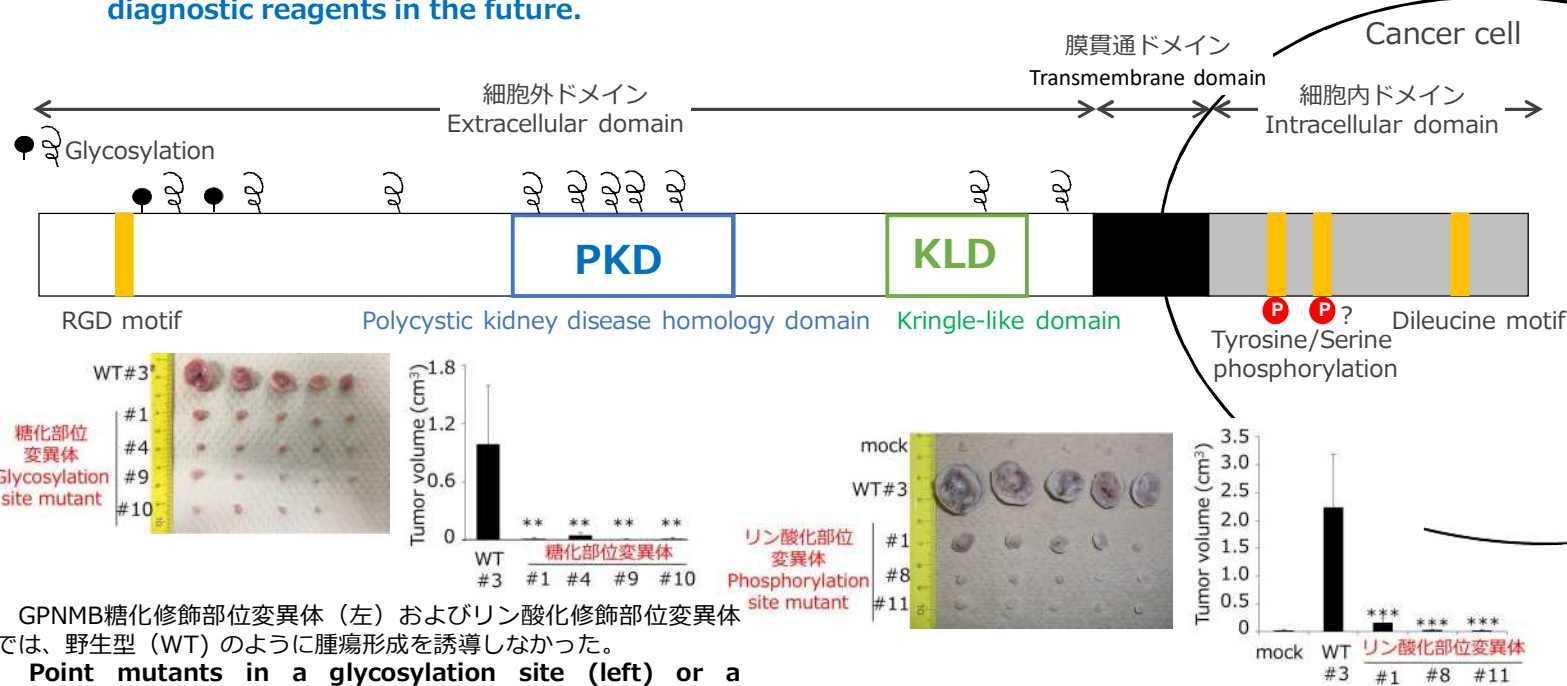 diagnostic reagents in the future.
Cancer cell
膜貫通ドメイン
Transmembrane domain
細胞外ドメイン
Extracellular domain
細胞内ドメイン
Intracellular domain
Glycosylation
PKD
KLD
RGD motif
Polycystic kidney disease homology domain
Kringle-like domain
P
P
?
Dileucine motif
Tyrosine/Serine
phosphorylation
WT#3
#1
#4
#9
#10
糖化部位
変異体
Glycosylation
site mutant
Tumor volume (cm³)
1.8
1.2
0.6
0
** ** ** **
糖化部位変異体
WT
#3 #1 #4 #9 #10
mock
WT#3
#1
#8
#11
リン酸化部位
変異体
Phosphorylation
site mutant
Tumor volume (cm³)
3.5
3.0
2.5
2.0
1.5
1.0
0.5
0
*** *** ***
リン酸化部位変異体
mock WT
#3 #1 #8 #11
GPNMB糖化修飾部位変異体（左）およびリン酸化修飾部位変異体
では、野生型（WT) のように腫瘍形成を誘導しなかった。
Point mutants in a glycosylation site (left) or a